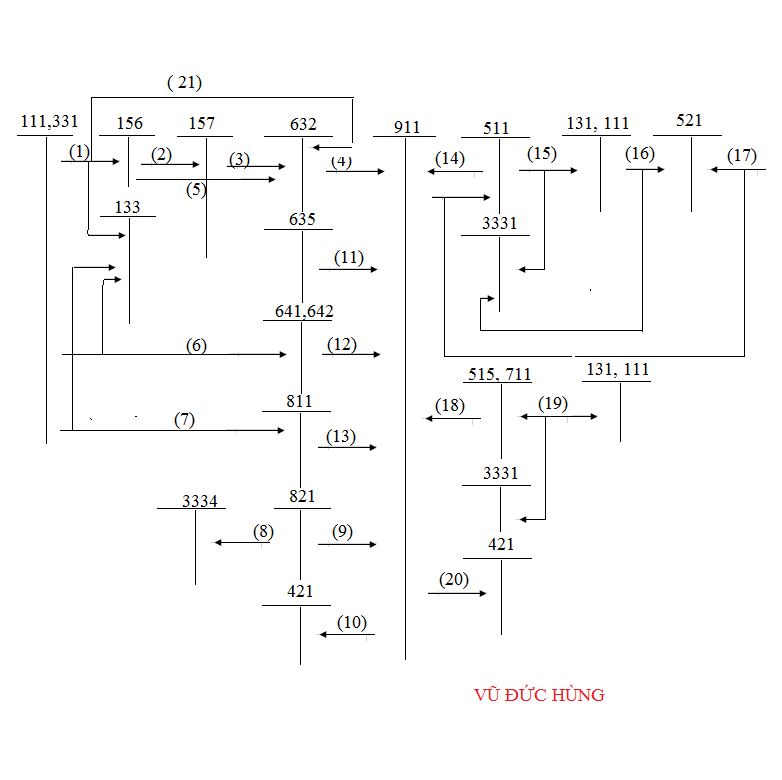 ( 21)
111,331 156 157 632 911 511 131, 111 521
(1) (2) (3) (4) (14) (15) (16) (17)
(5)
133 635 3331
(11)
641,642
(6) (12)
515, 711 131, 111
811
(7) (13) (18) (19)
3331
3334 821
(8) (9) 421
421 (20)
(10)
VŨ ĐỨC HÙNG